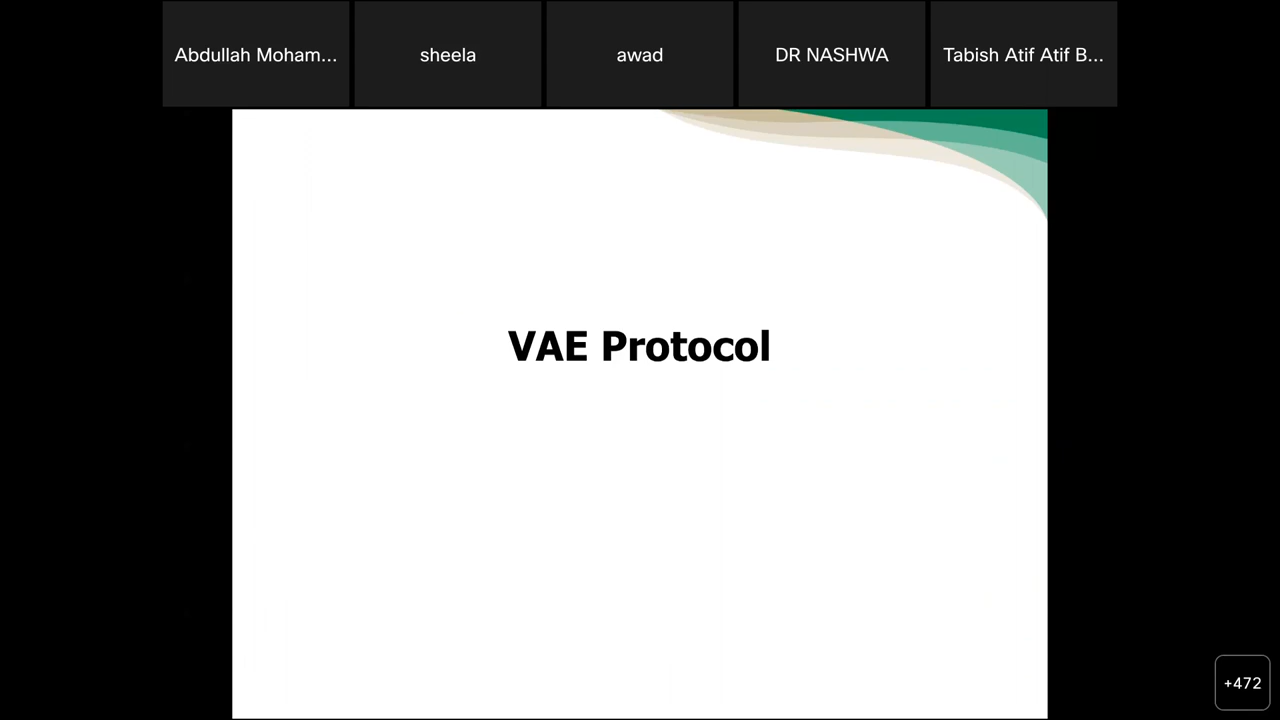 Abdullah Moham...
sheela
awad
DR NASHWA
Tabish Atif Atif B...
VAE Protocol
+472